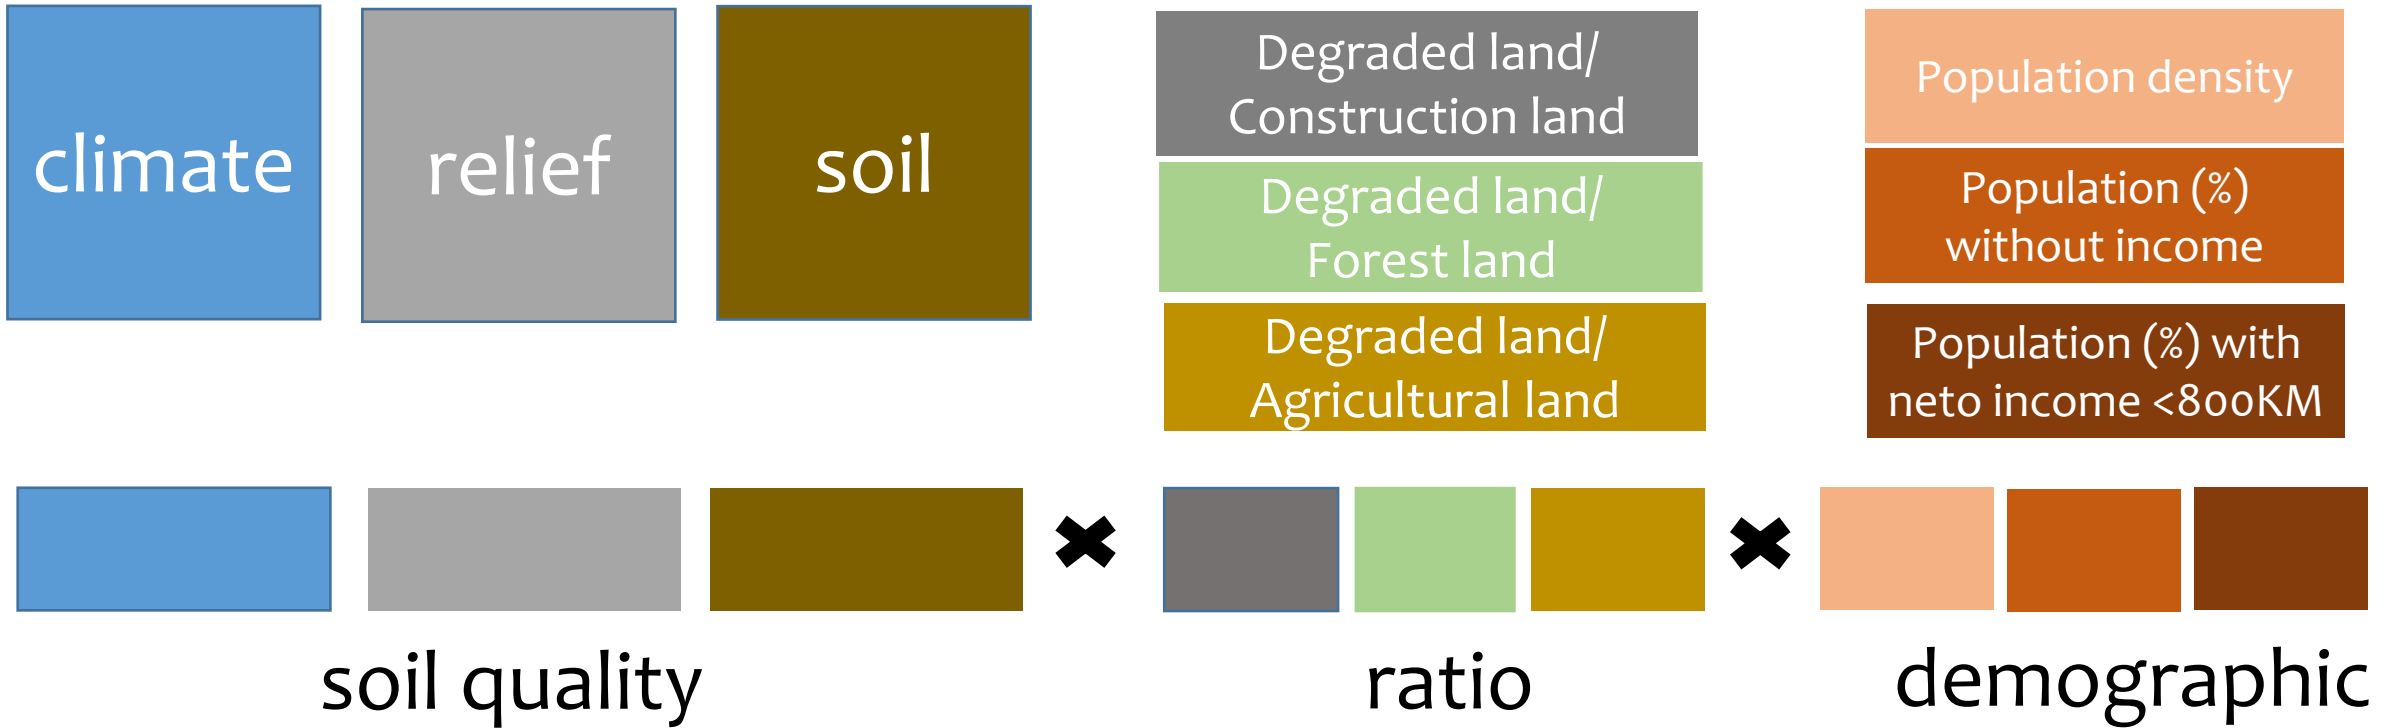 climate
relief
soil
Degraded land/
Construction land
Degraded land/
Forest land
Degraded land/
Agricultural land
Population density
Population (%)
without income
Population (%) with
neto income <800KM
soil quality
ratio
demographic